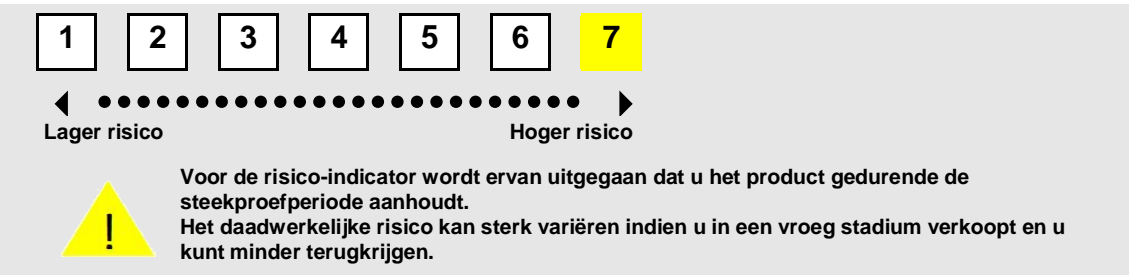 1 2 3 4 5 6 7
Lager risico Hoger risico
!
Voor de risico-indicator wordt ervan uitgegaan dat u het product gedurende de
steekproefperiode aanhoudt.
Het daadwerkelijke risico kan sterk variëren indien u in een vroeg stadium verkoopt en u
kunt minder terugkrijgen.